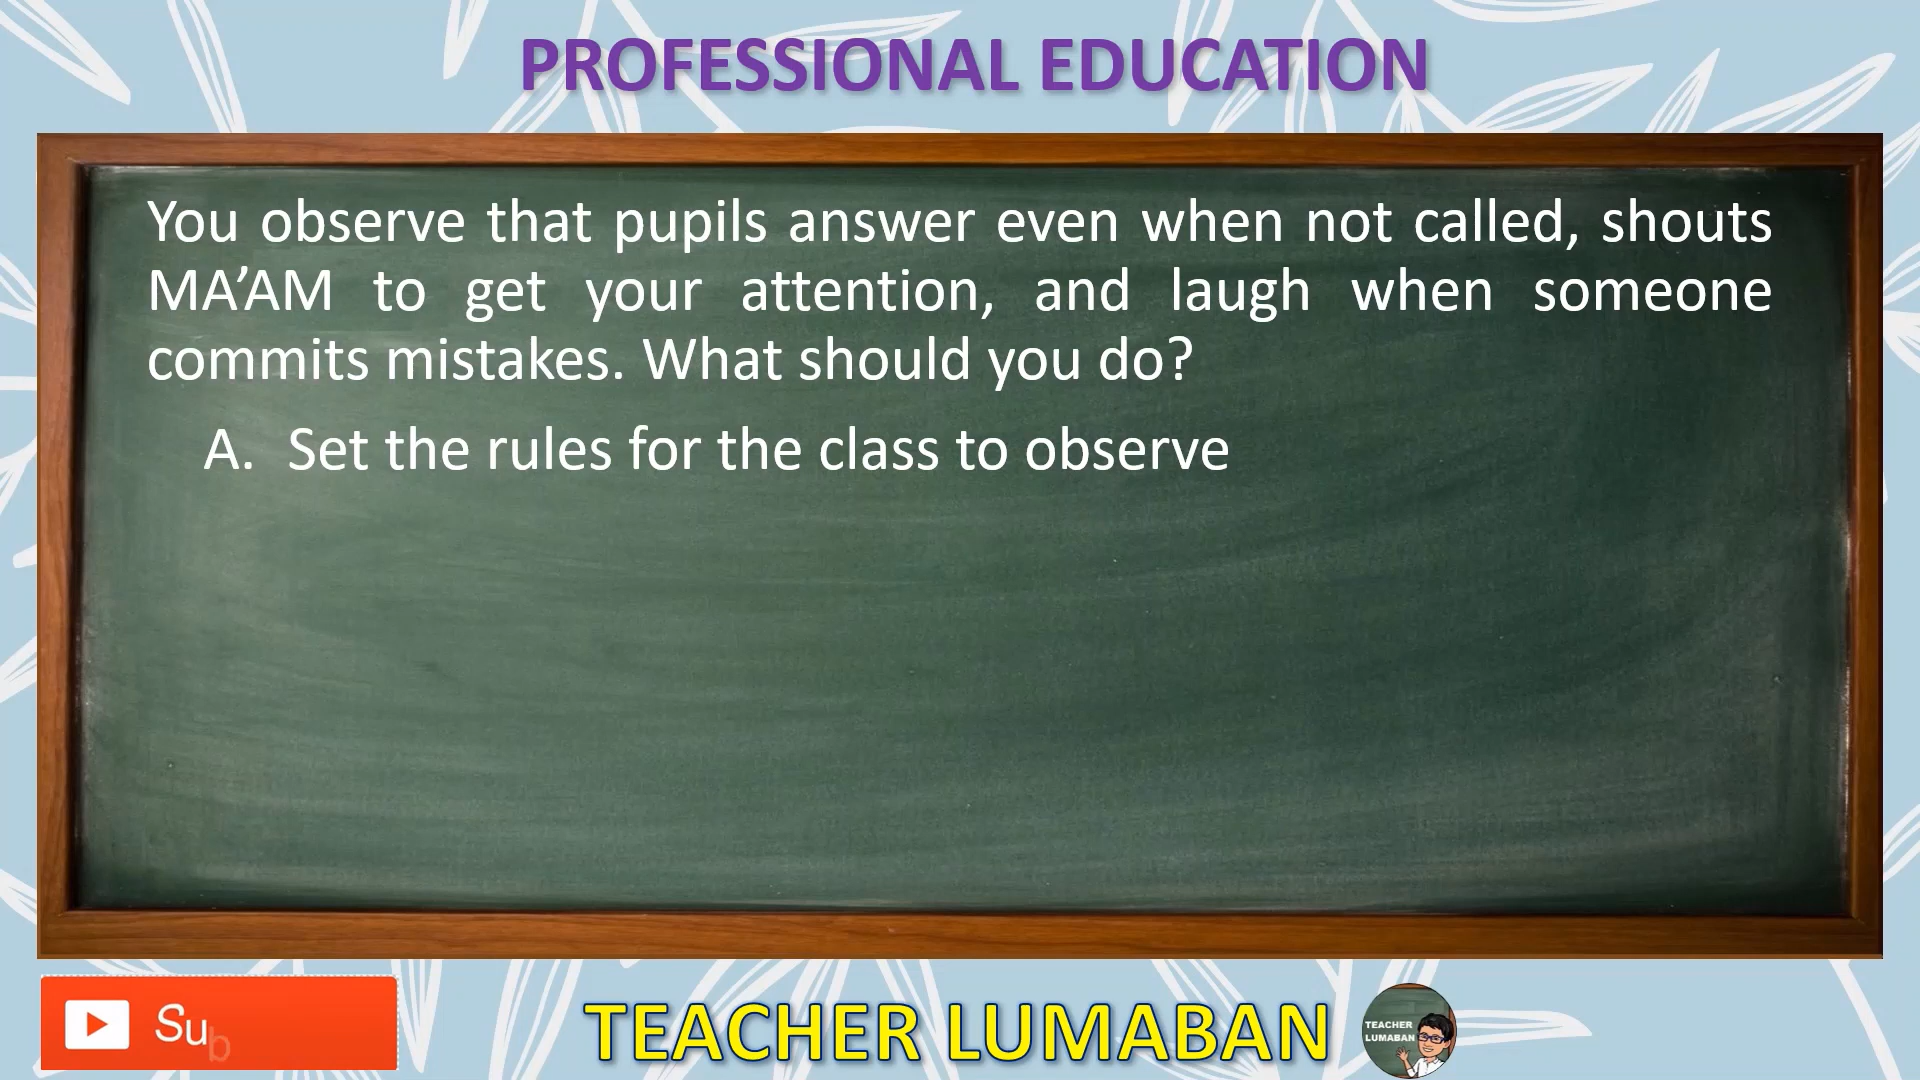 PROFESSIONAL EDUCATION
You observe that pupils answer even when not called, shouts
MA’AM to get your attention, and laugh when someone
commits mistakes. What should you do?
A. Set the rules for the class to observe
Sub
TEACHER LUMABAN
TEACHER
LUMABAN